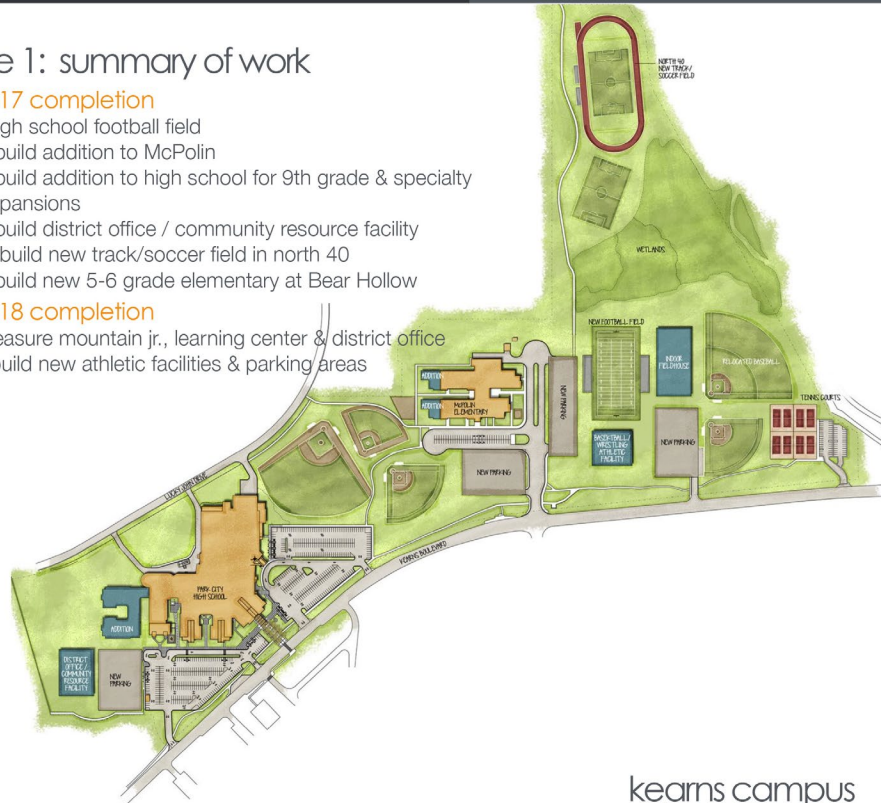 e 1: summary of work
17 completion
gh school football field
build addition to McPolin
build addition to high school for 9th grade & specialty
pansions
build district office / community resource facility
build new track/soccer field in north 40
build new 5-6 grade elementary at Bear Hollow
18 completion
easure mountain jr., learning center & district office
build new athletic facilities & parking areas
NORTH 40
NEW TRACK/
SOCCER FIELD
WETLANDS
NEW FOOTBALL FIELD
INDOOR
FIELDHOUSE
RELOCATED BASEBALL
TENNIS COURTS
ADDITION
ADDITION
MCPOLIN
ELEMENTARY
NEW PARKING
BASKETBALL/
WRESTLING
ATHLETIC
FACILITY
NEW PARKING
NEW PARKING
LUCKY JOHN DRIVE
KEARNS BOULEVARD
PARK CITY
HIGH SCHOOL
ADDITION
DISTRICT
OFFICE /
COMMUNITY
RESOURCE
FACILITY
NEW
PARKING
kearns campus